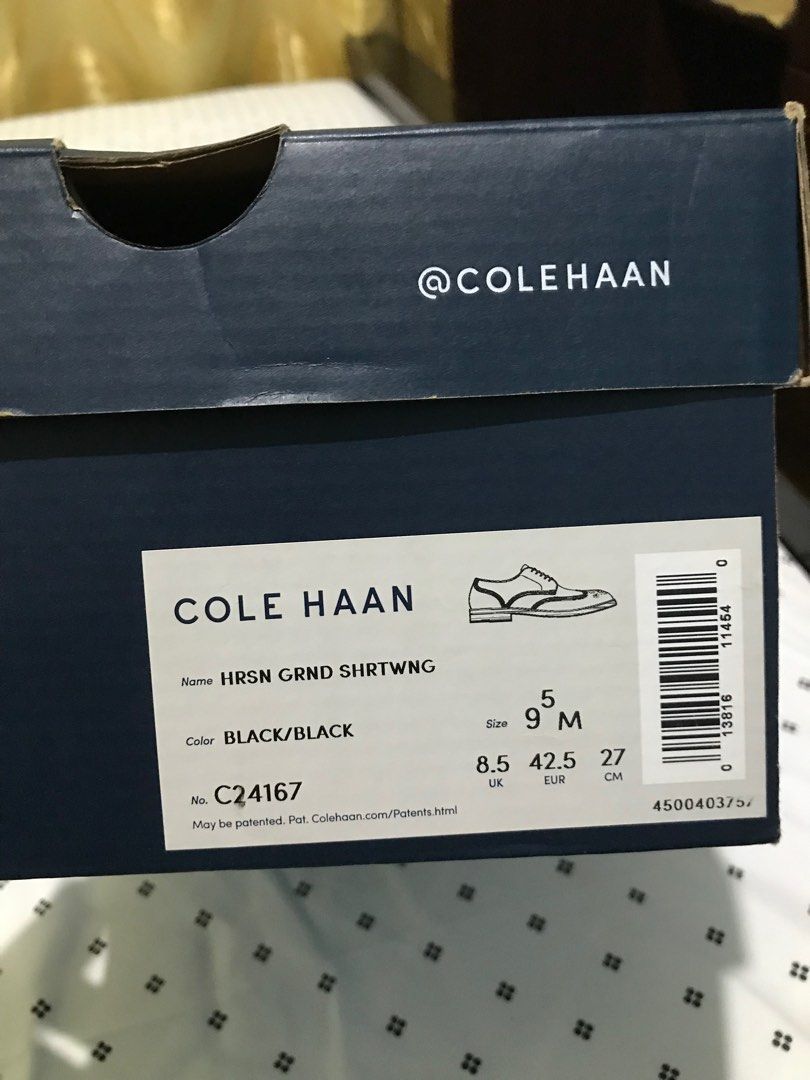 @COLEHAAN
COLE HAAN
Name HRSN GRND SHRTWNG
Color BLACK/BLACK
Size 9 5 M
8.5 42.5 27
UK EUR CM
No. C24167
May be patented. Pat. Colehaan.com/Patents.html
0 13816 11454 0
4500403757